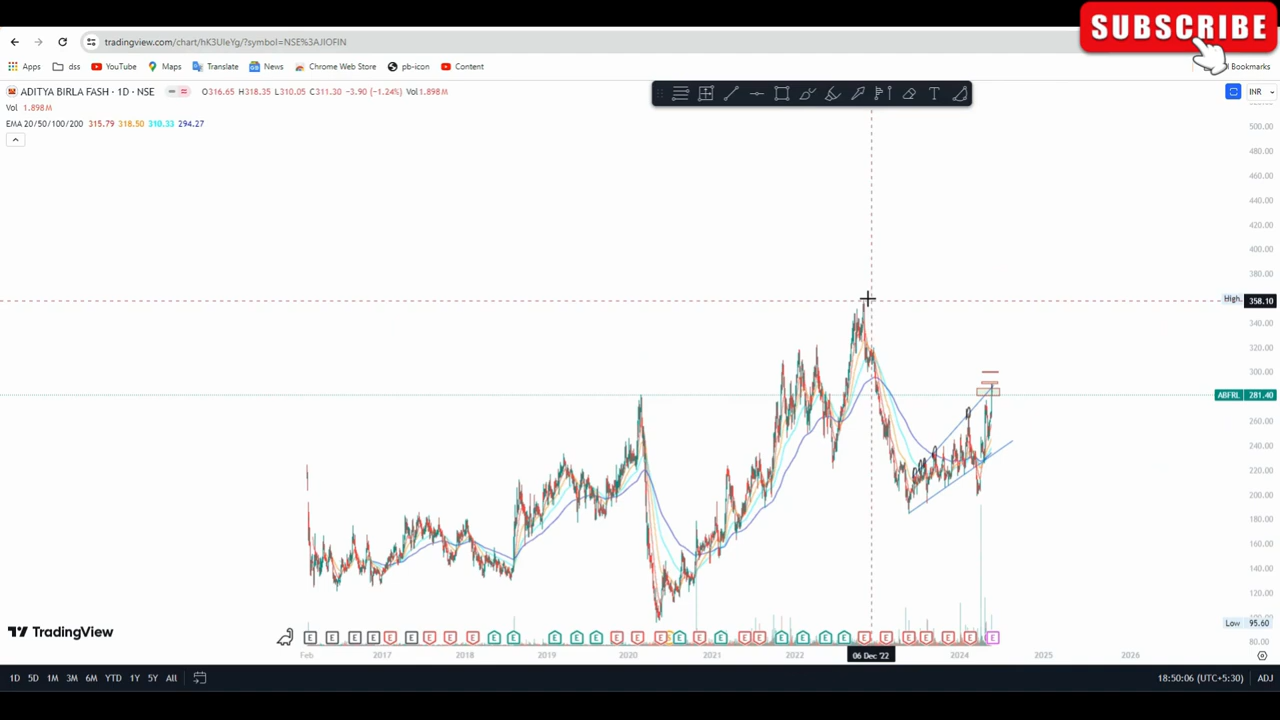 SUBSCRIBE
tradingview.com/chart/hK3UleYg/?symbol=NSE%3AJIOFIN
Apps dss YouTube Maps Translate News Chrome Web Store pb-icon Content Bookmarks
ADITYA BIRLA FASH · 1D · NSE O316.65 H318.35 L310.05 C311.30 -3.90 (-1.24%) Vol1.898M INR
Vol 1.898M
EMA 20/50/100/200 315.79 318.50 310.33 294.27
500.00
480.00
460.00
440.00
420.00
400.00
380.00
High 358.10
340.00
320.00
300.00
ABFRL 281.40
260.00
240.00
220.00
200.00
180.00
160.00
140.00
120.00
Low 95.60
80.00
TradingView
E E E E E E E E E E E E E E E E E E E E E E E E E E E E E E
Feb 2017 2018 2019 2020 2021 2022 06 Dec '22 2024 2025 2026
1D 5D 1M 3M 6M YTD 1Y 5Y All 18:50:06 (UTC+5:30) ADJ